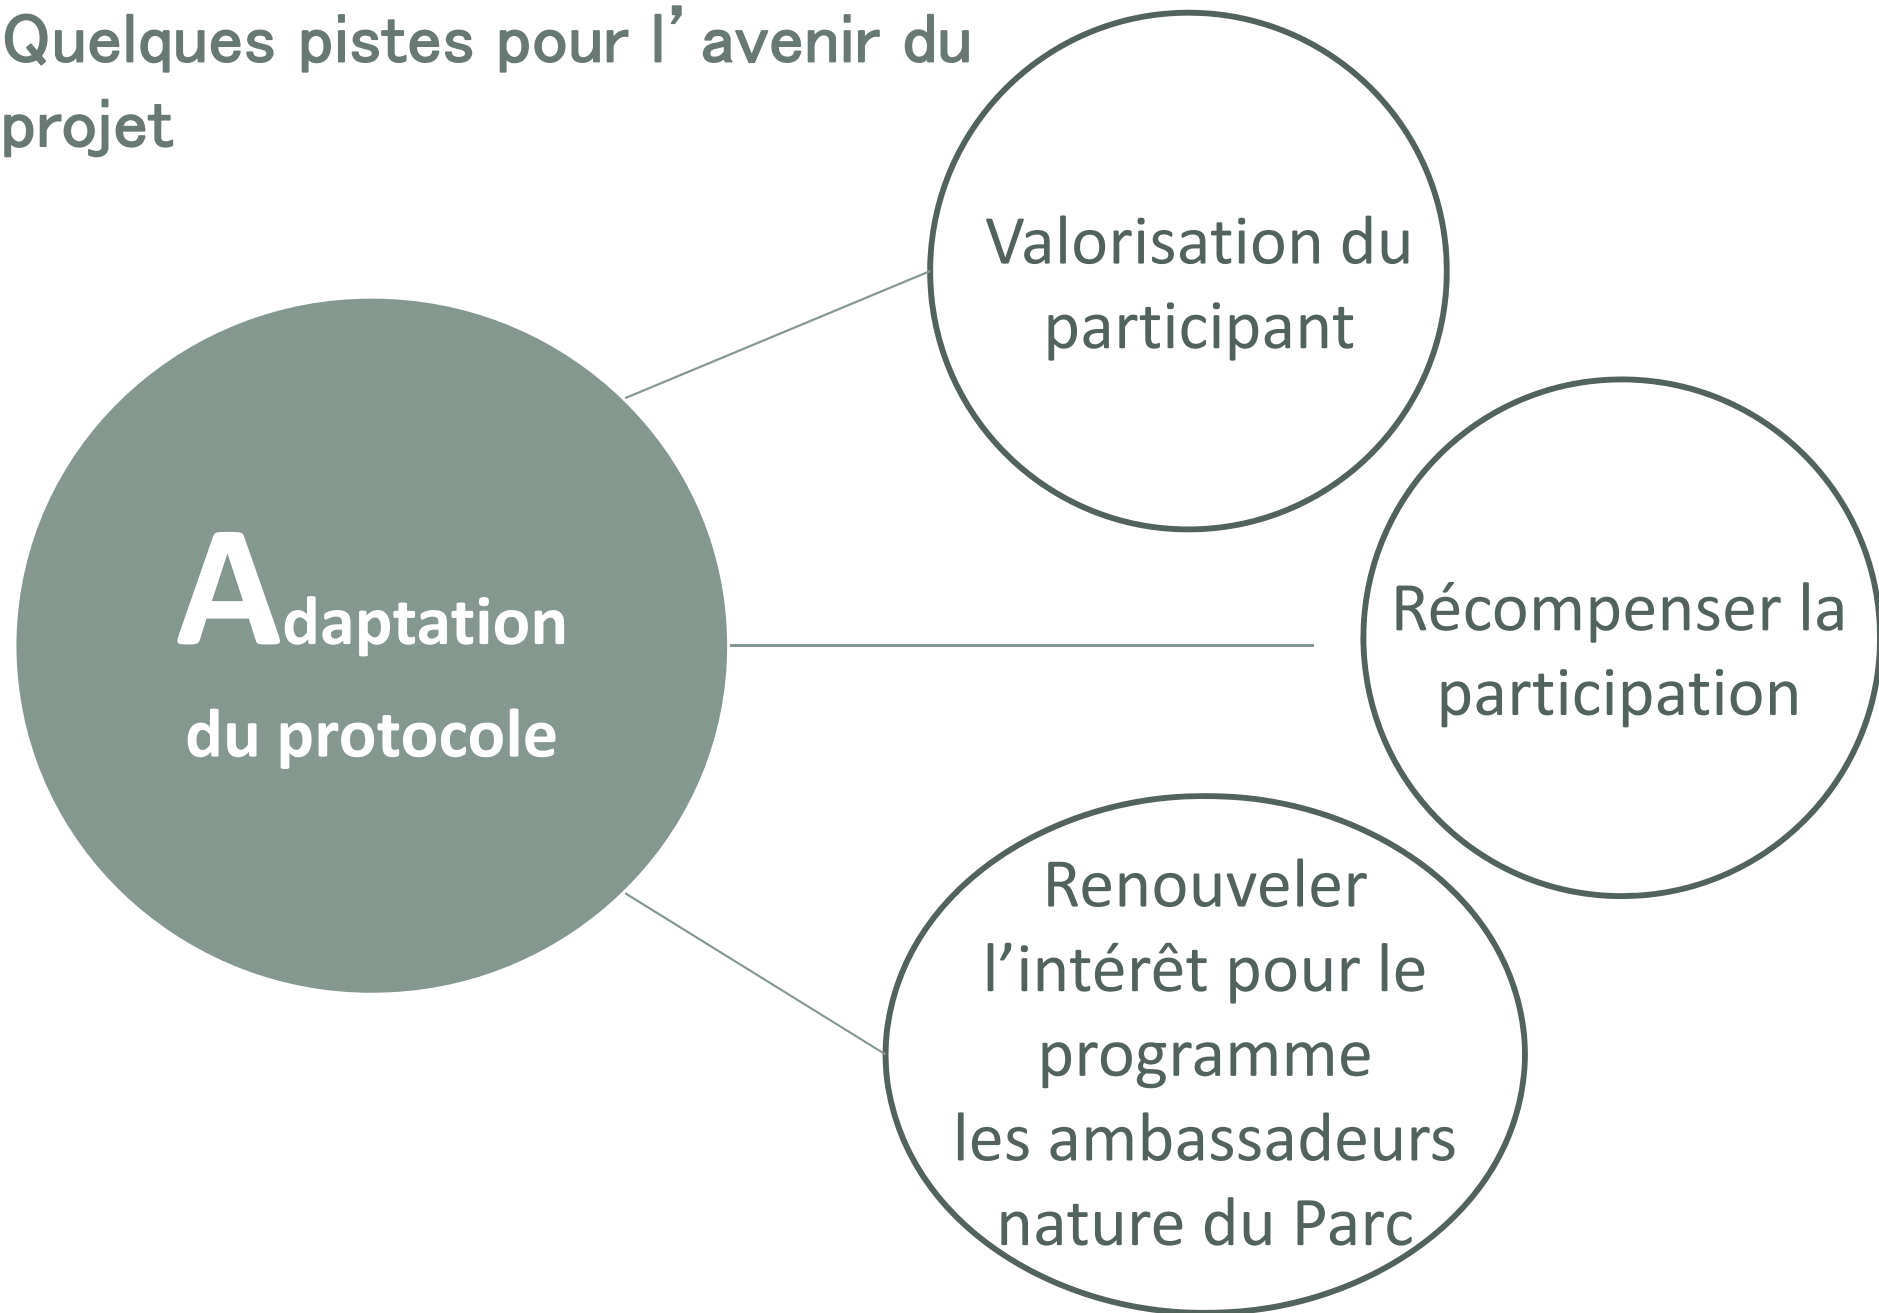 Quelques pistes pour l’avenir du
projet
Valorisation du
participant
Adaptation
du protocole
Récompenser la
participation
Renouveler
l’intérêt pour le
programme
les ambassadeurs
nature du Parc